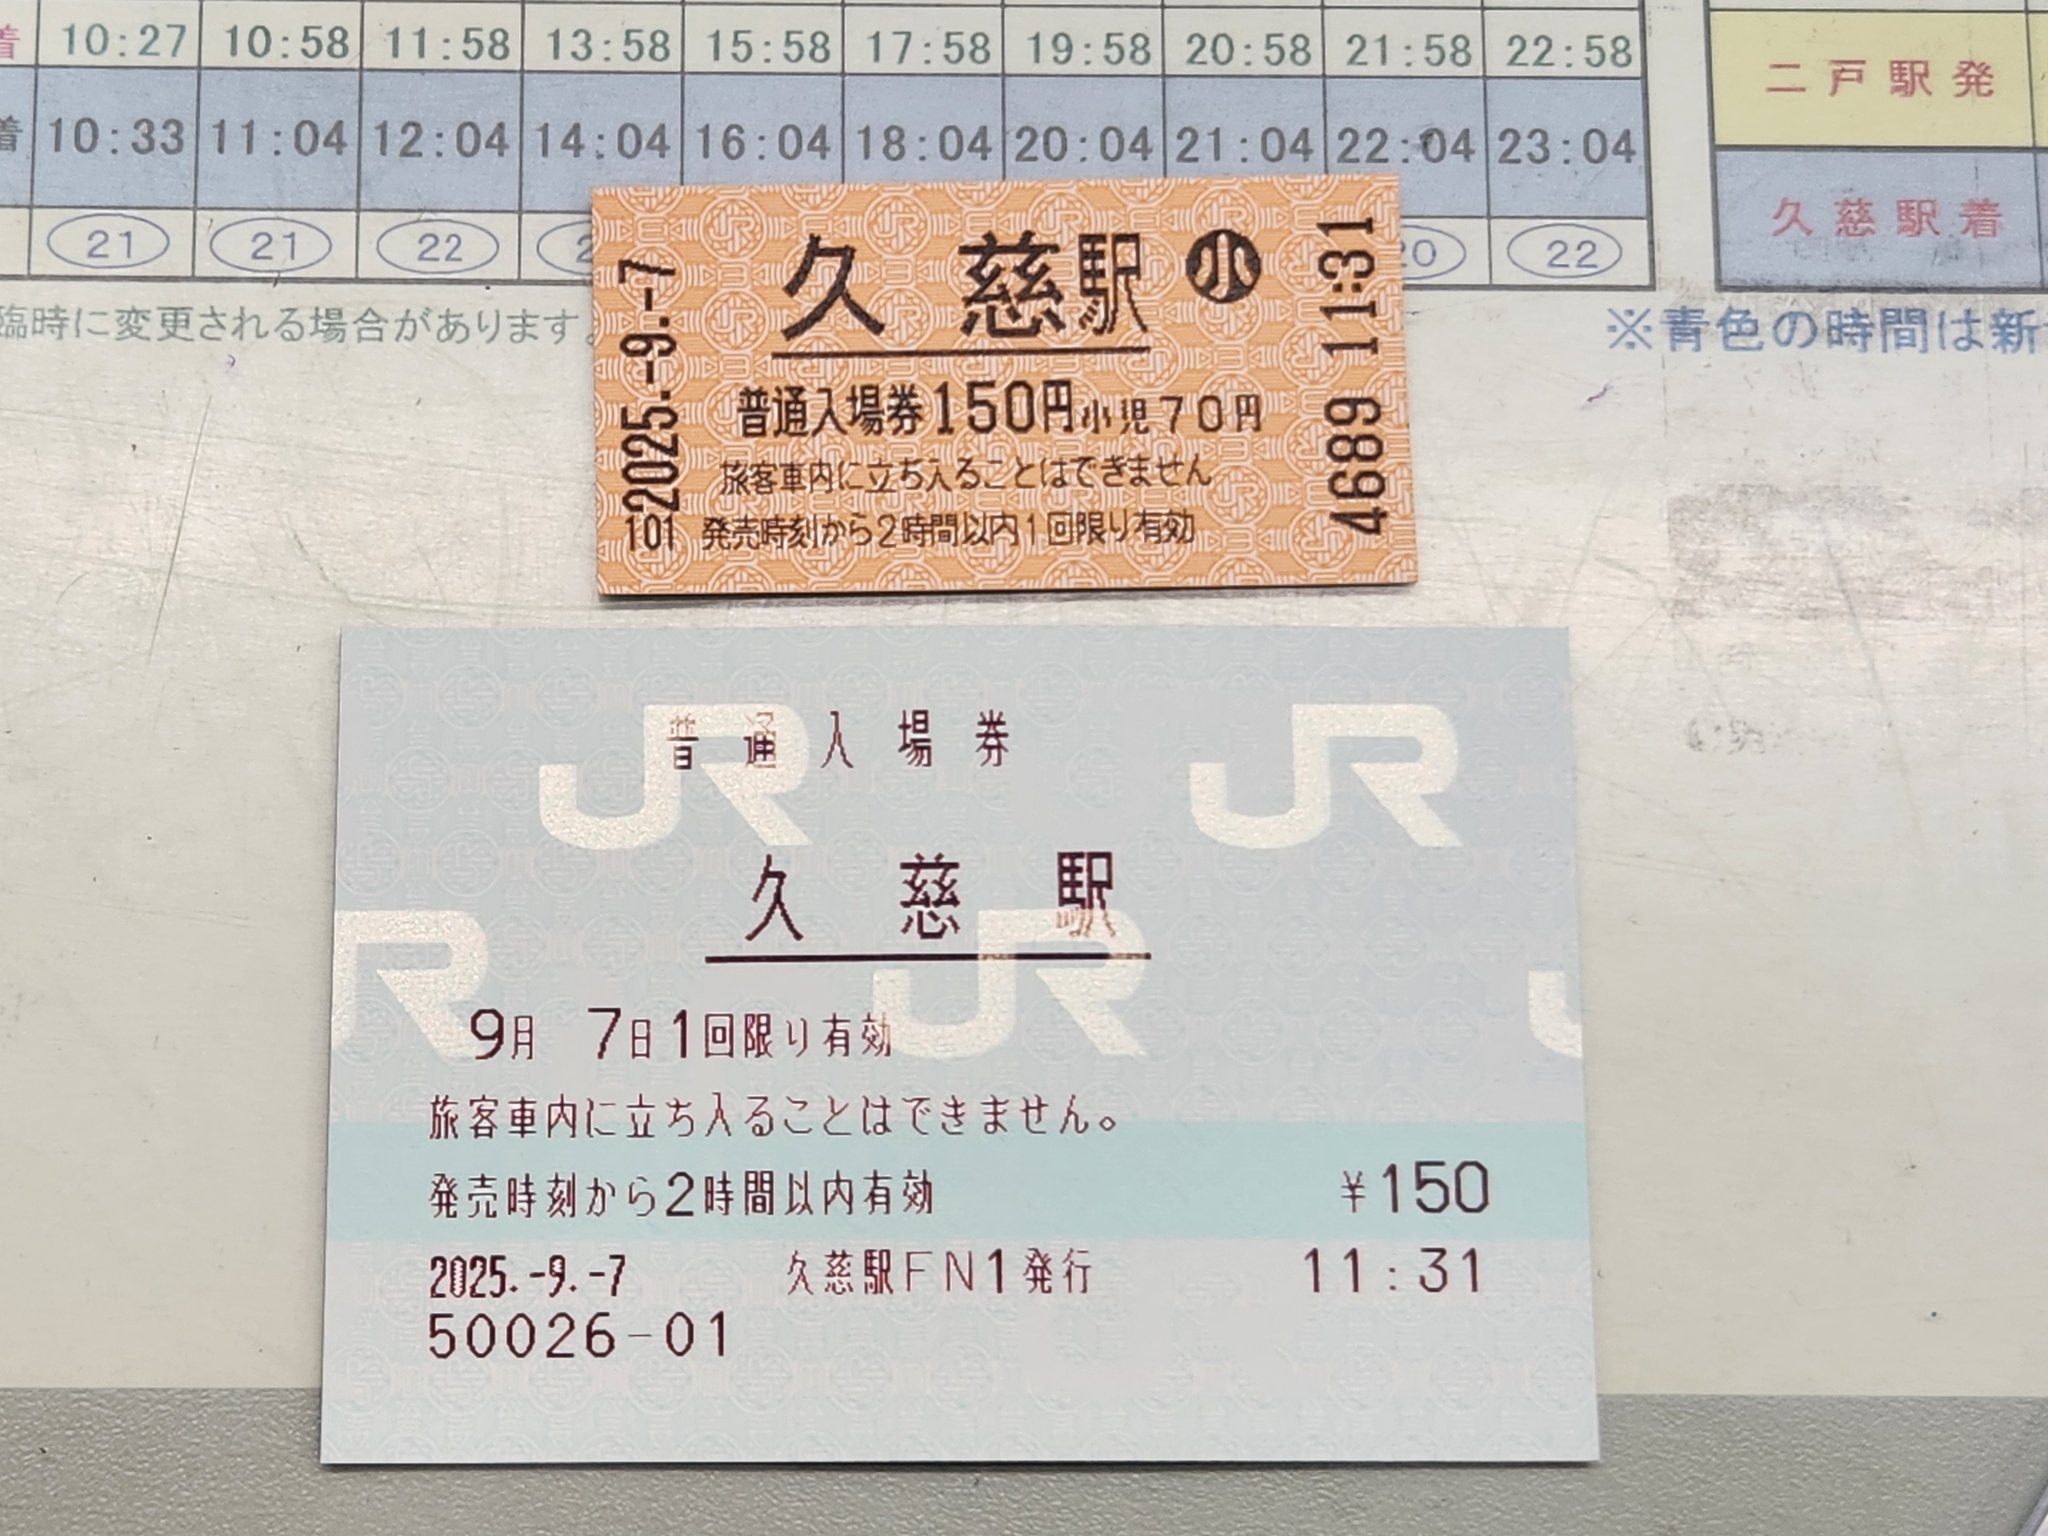 着 10:27 10:58 11:58 13:58 15:58 17:58 19:58 20:58 21:58 22:58
着 10:33 11:04 12:04 14:04 16:04 18:04 20:04 21:04 22:04 23:04
21 21 22 20 22
臨時に変更される場合があります。
二戸駅発
久慈駅着
※青色の時間は新
久慈駅 小
普通入場券150円小児70円
旅客車内に立ち入ることはできません
発売時刻から2時間以内1回限り有効
2025.-9.-7
101
4689 11:31
JR
JR
普通入場券
久慈駅
R
JR
9月 7日1回限り有効
旅客車内に立ち入ることはできません。
発売時刻から2時間以内有効 ¥150
2025.-9.-7 久慈駅FN1発行 11:31
50026-01